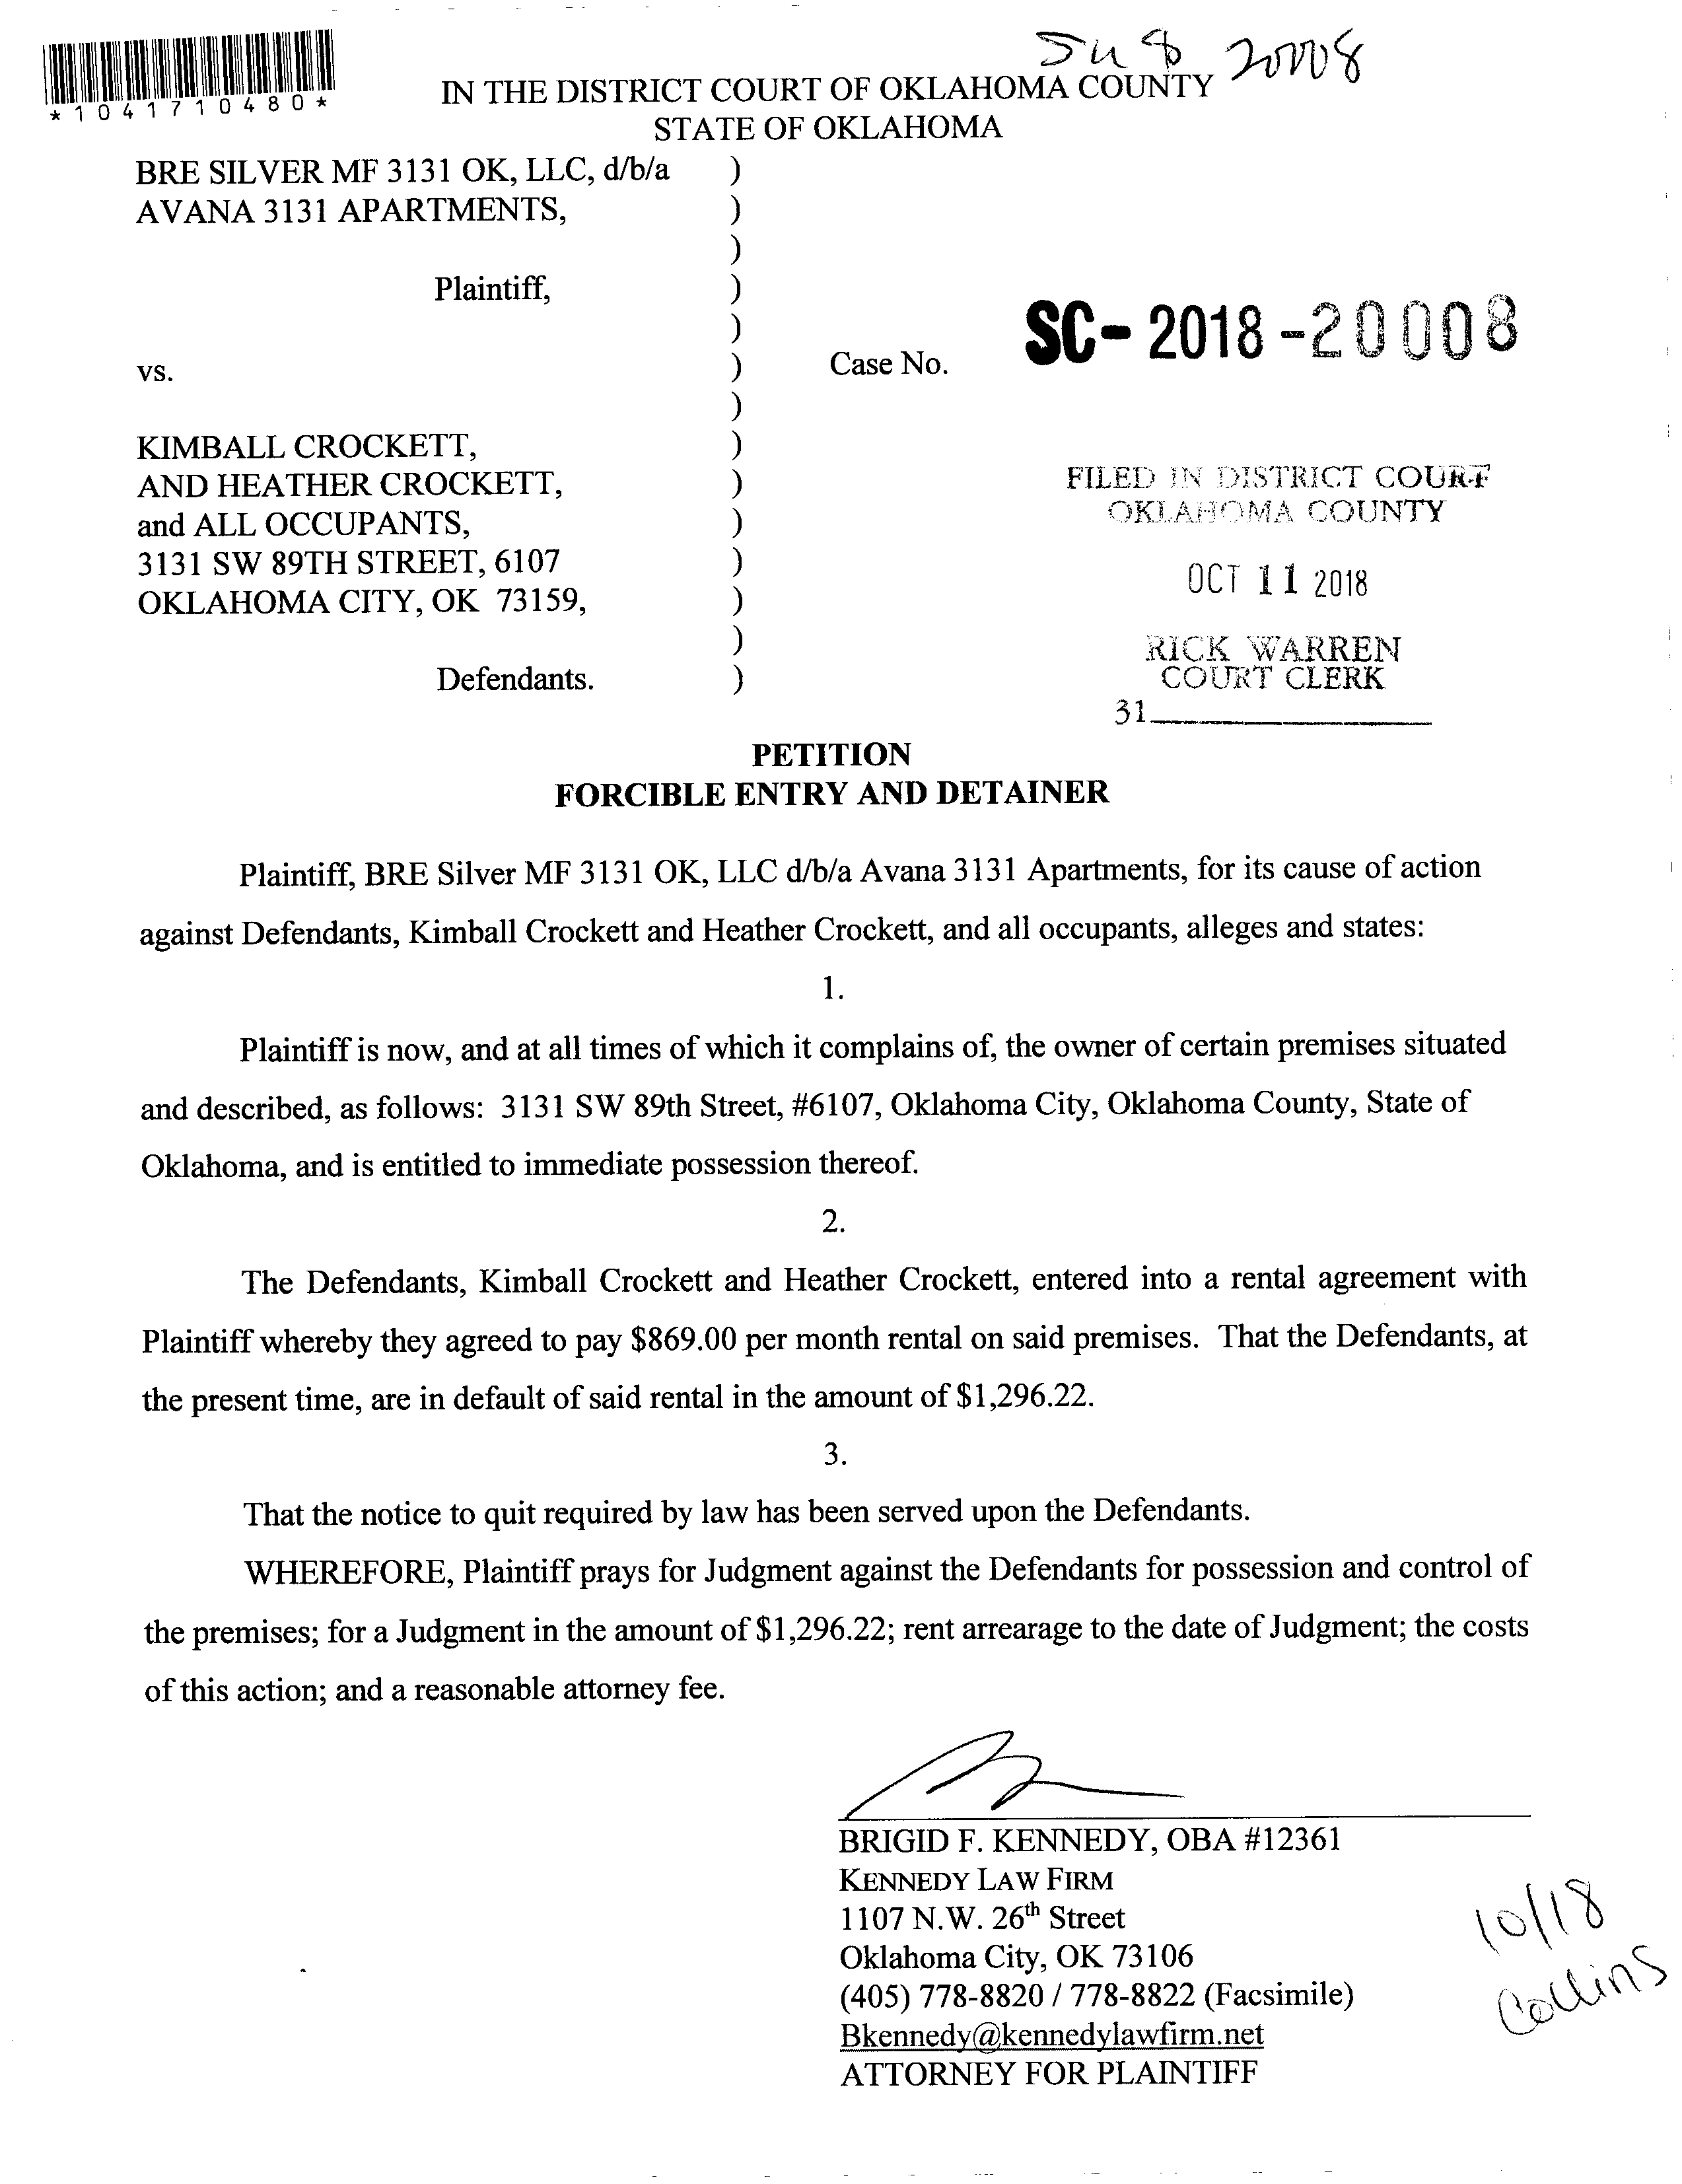 20008
*1041710480*
IN THE DISTRICT COURT OF OKLAHOMA COUNTY
STATE OF OKLAHOMA
BRE SILVER MF 3131 OK, LLC, d/b/a )
AVANA 3131 APARTMENTS, )
)
Plaintiff, )
)
vs. ) Case No. SC-2018-20008
)
KIMBALL CROCKETT, )
AND HEATHER CROCKETT, )
and ALL OCCUPANTS, )
3131 SW 89TH STREET, 6107 )
OKLAHOMA CITY, OK 73159, )
)
Defendants. )
FILED IN DISTRICT COURT
OKLAHOMA COUNTY
OCT 11 2018
RICK WARREN
COURT CLERK
31
PETITION
FORCIBLE ENTRY AND DETAINER
Plaintiff, BRE Silver MF 3131 OK, LLC d/b/a Avana 3131 Apartments, for its cause of action
against Defendants, Kimball Crockett and Heather Crockett, and all occupants, alleges and states:
1.
Plaintiff is now, and at all times of which it complains of, the owner of certain premises situated
and described, as follows: 3131 SW 89th Street, #6107, Oklahoma City, Oklahoma County, State of
Oklahoma, and is entitled to immediate possession thereof.
2.
The Defendants, Kimball Crockett and Heather Crockett, entered into a rental agreement with
Plaintiff whereby they agreed to pay $869.00 per month rental on said premises. That the Defendants, at
the present time, are in default of said rental in the amount of $1,296.22.
3.
That the notice to quit required by law has been served upon the Defendants.
WHEREFORE, Plaintiff prays for Judgment against the Defendants for possession and control of
the premises; for a Judgment in the amount of $1,296.22; rent arrearage to the date of Judgment; the costs
of this action; and a reasonable attorney fee.
BRIGID F. KENNEDY, OBA #12361
KENNEDY LAW FIRM
1107 N.W. 26th Street
Oklahoma City, OK 73106
(405) 778-8820 / 778-8822 (Facsimile)
Bkennedy@kennedylawfirm.net
ATTORNEY FOR PLAINTIFF
10/18
Collins